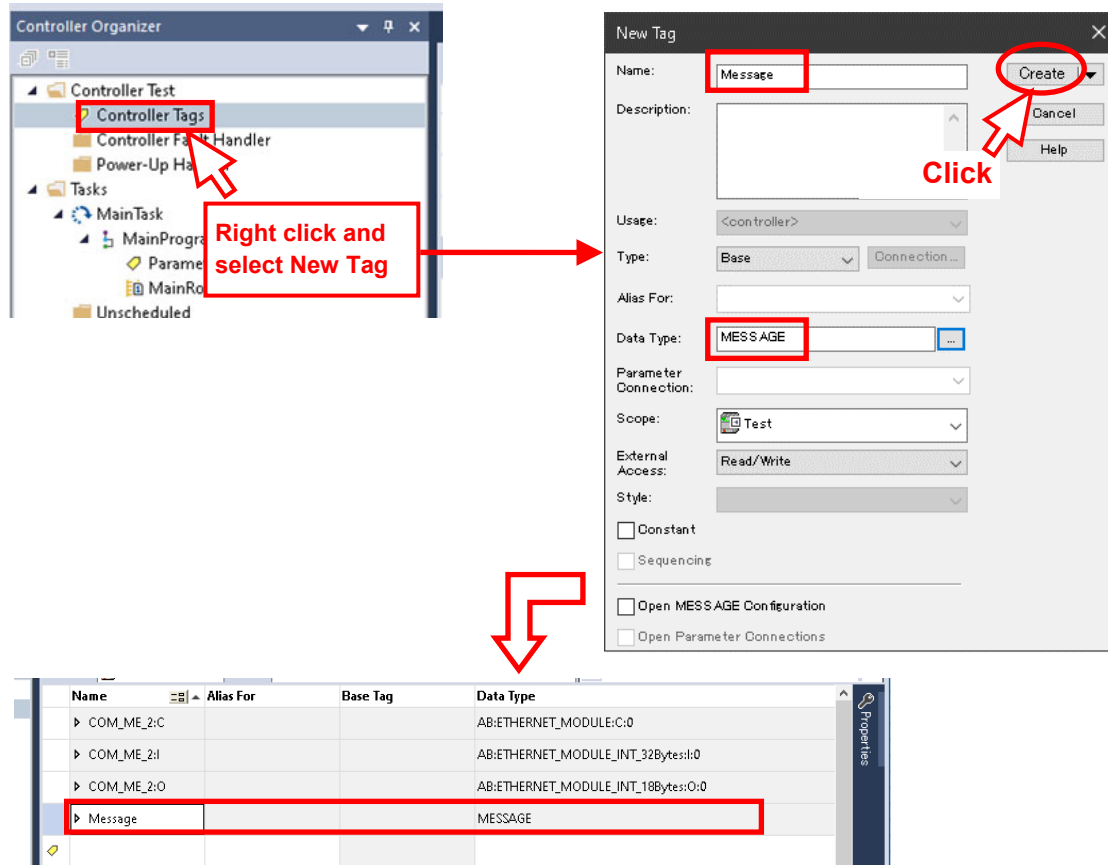 Controller Organizer
Controller Test
Controller Tags
Controller Fault Handler
Power-Up Ha
Tasks
MainTask
MainProgra
Parame
MainRo
Unscheduled
Right click and
select New Tag
New Tag
Name:
Message
Create
Description:
Cancel
Help
Click
Usage:
<controller>
Type:
Base
Connection...
Alias For:
Data Type:
MESSAGE
...
Parameter
Connection:
Scope:
Test
External
Access:
Read/Write
Style:
Constant
Sequencing
Open MESSAGE Configuration
Open Parameter Connections
Name Alias For Base Tag Data Type
COM_ME_2:C AB:ETHERNET_MODULE:C:0
COM_ME_2:I AB:ETHERNET_MODULE_INT_32Bytes:I:0
COM_ME_2:O AB:ETHERNET_MODULE_INT_18Bytes:O:0
Message MESSAGE
Properties